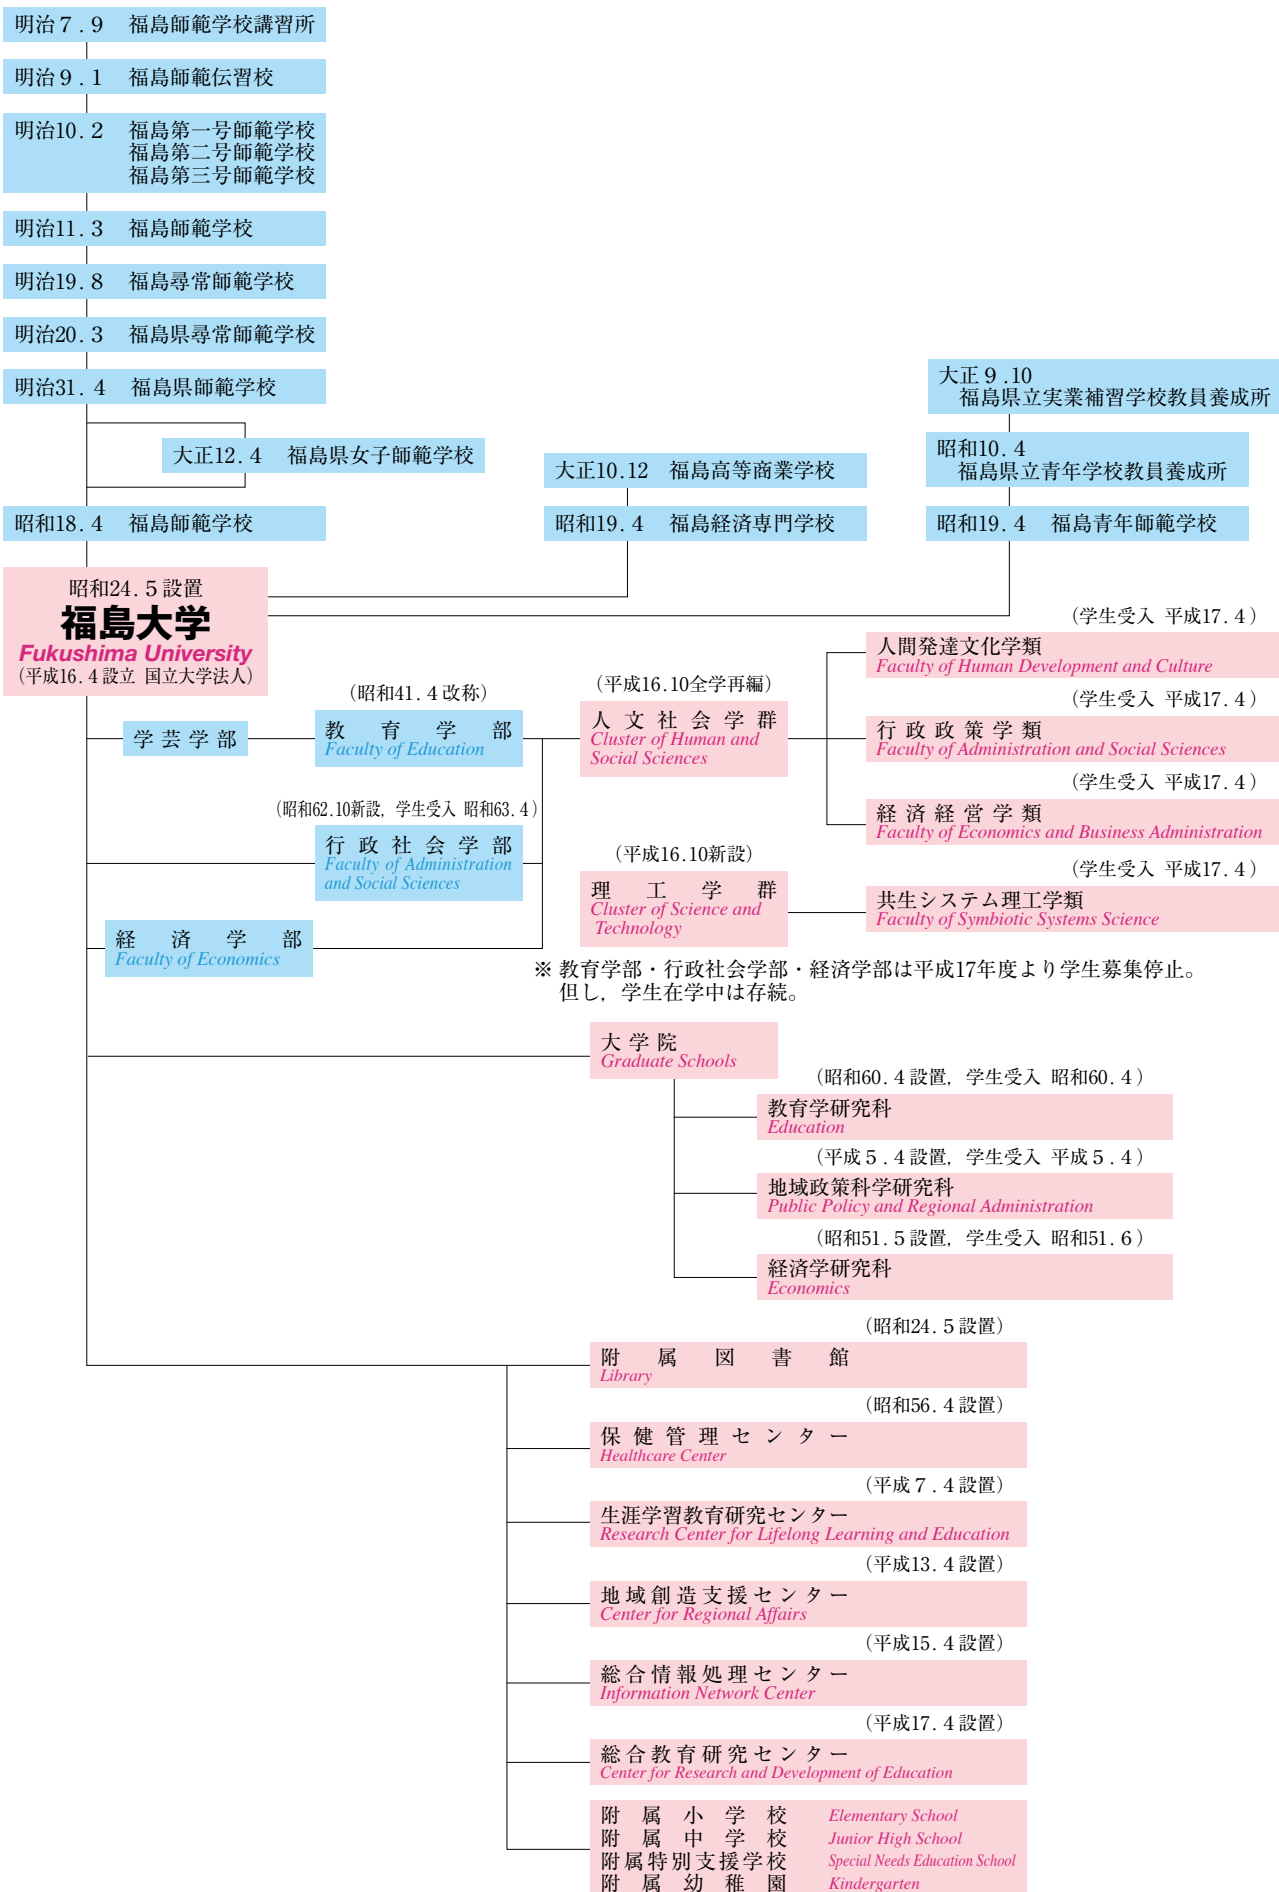 明治7.9 福島師範学校講習所
明治9.1 福島師範伝習校
明治10.2 福島第一号師範学校
福島第二号師範学校
福島第三号師範学校
明治11.3 福島師範学校
明治19.8 福島尋常師範学校
明治20.3 福島県尋常師範学校
明治31.4 福島県師範学校
大正12.4 福島県女子師範学校
昭和18.4 福島師範学校
大正10.12 福島高等商業学校
昭和19.4 福島経済専門学校
大正9.10
福島県立実業補習学校教員養成所
昭和10.4
福島県立青年学校教員養成所
昭和19.4 福島青年師範学校
昭和24.5設置
福島大学
Fukushima University
(平成16.4設立 国立大学法人)
学芸学部
(昭和41.4改称)
教育学部
Faculty of Education
(昭和62.10新設, 学生受入 昭和63.4)
行政社会学部
Faculty of Administration
and Social Sciences
経済学部
Faculty of Economics
(平成16.10全学再編)
人文社会学群
Cluster of Human and
Social Sciences
(平成16.10新設)
理工学群
Cluster of Science and
Technology
(学生受入 平成17.4)
人間発達文化学類
Faculty of Human Development and Culture
(学生受入 平成17.4)
行政政策学類
Faculty of Administration and Social Sciences
(学生受入 平成17.4)
経済経営学類
Faculty of Economics and Business Administration
(学生受入 平成17.4)
共生システム理工学類
Faculty of Symbiotic Systems Science
※教育学部・行政社会学部・経済学部は平成17年度より学生募集停止。
但し, 学生在学中は存続。
大学院
Graduate Schools
(昭和60.4設置, 学生受入 昭和60.4)
教育学研究科
Education
(平成5.4設置, 学生受入 平成5.4)
地域政策科学研究科
Public Policy and Regional Administration
(昭和51.5設置, 学生受入 昭和51.6)
経済学研究科
Economics
(昭和24.5設置)
附属図書館
Library
(昭和56.4設置)
保健管理センター
Healthcare Center
(平成7.4設置)
生涯学習教育研究センター
Research Center for Lifelong Learning and Education
(平成13.4設置)
地域創造支援センター
Center for Regional Affairs
(平成15.4設置)
総合情報処理センター
Information Network Center
(平成17.4設置)
総合教育研究センター
Center for Research and Development of Education
附属小学校 Elementary School
附属中学校 Junior High School
附属特別支援学校 Special Needs Education School
附属幼稚園 Kindergarten